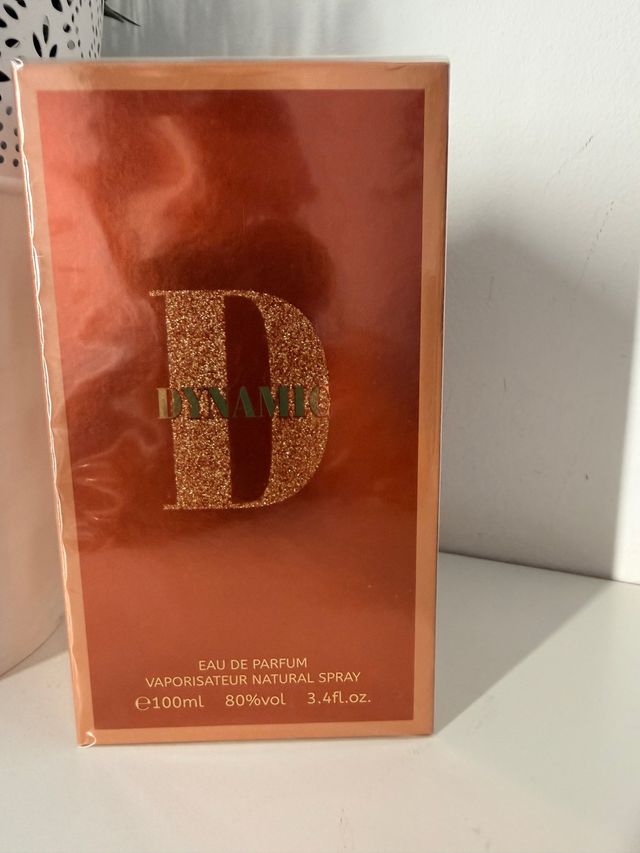 D
DYNAMIC
EAU DE PARFUM
VAPORISATEUR NATURAL SPRAY
℮100ml 80%vol 3.4fl.oz.